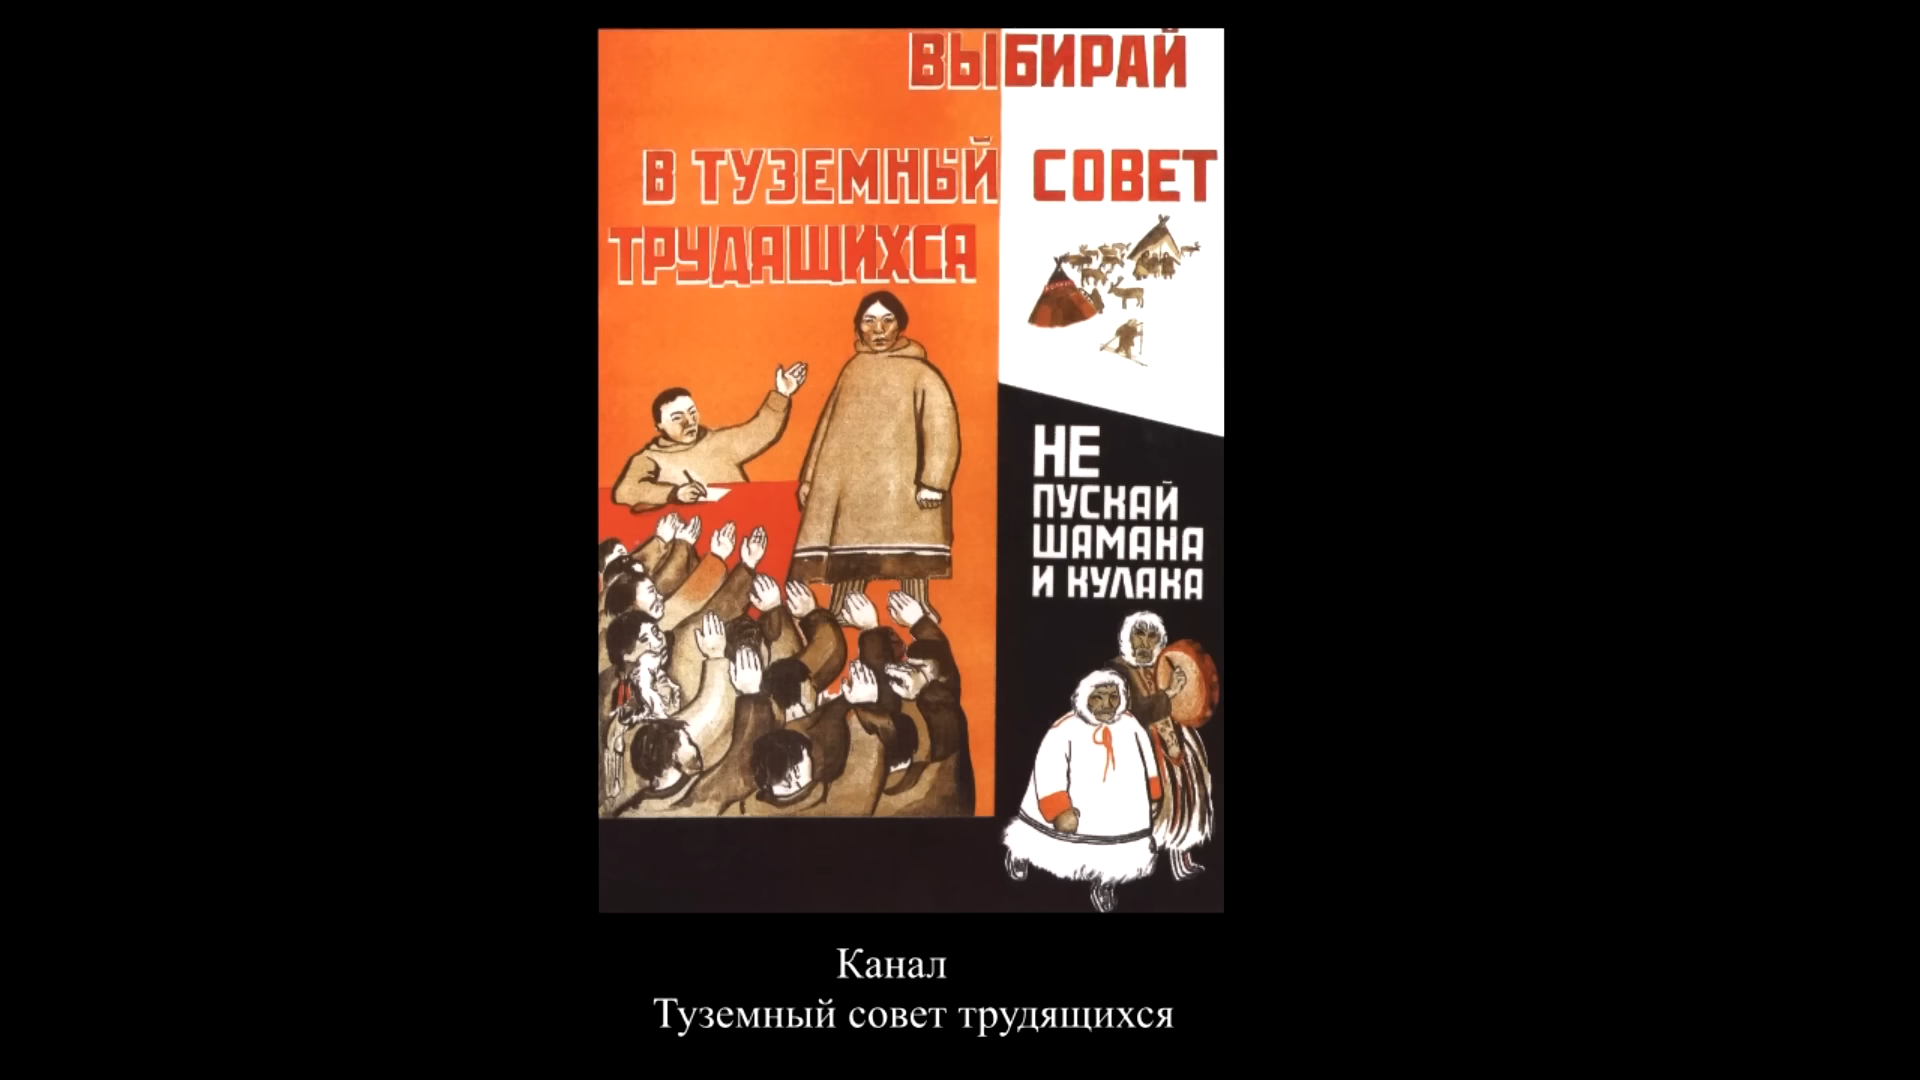 ВЫБИРАЙ
В ТУЗЕМНЫЙ СОВЕТ
ТРУДЯЩИХСЯ
НЕ
ПУСКАЙ
ШАМАНА
И КУЛАКА
Канал
Туземный совет трудящихся